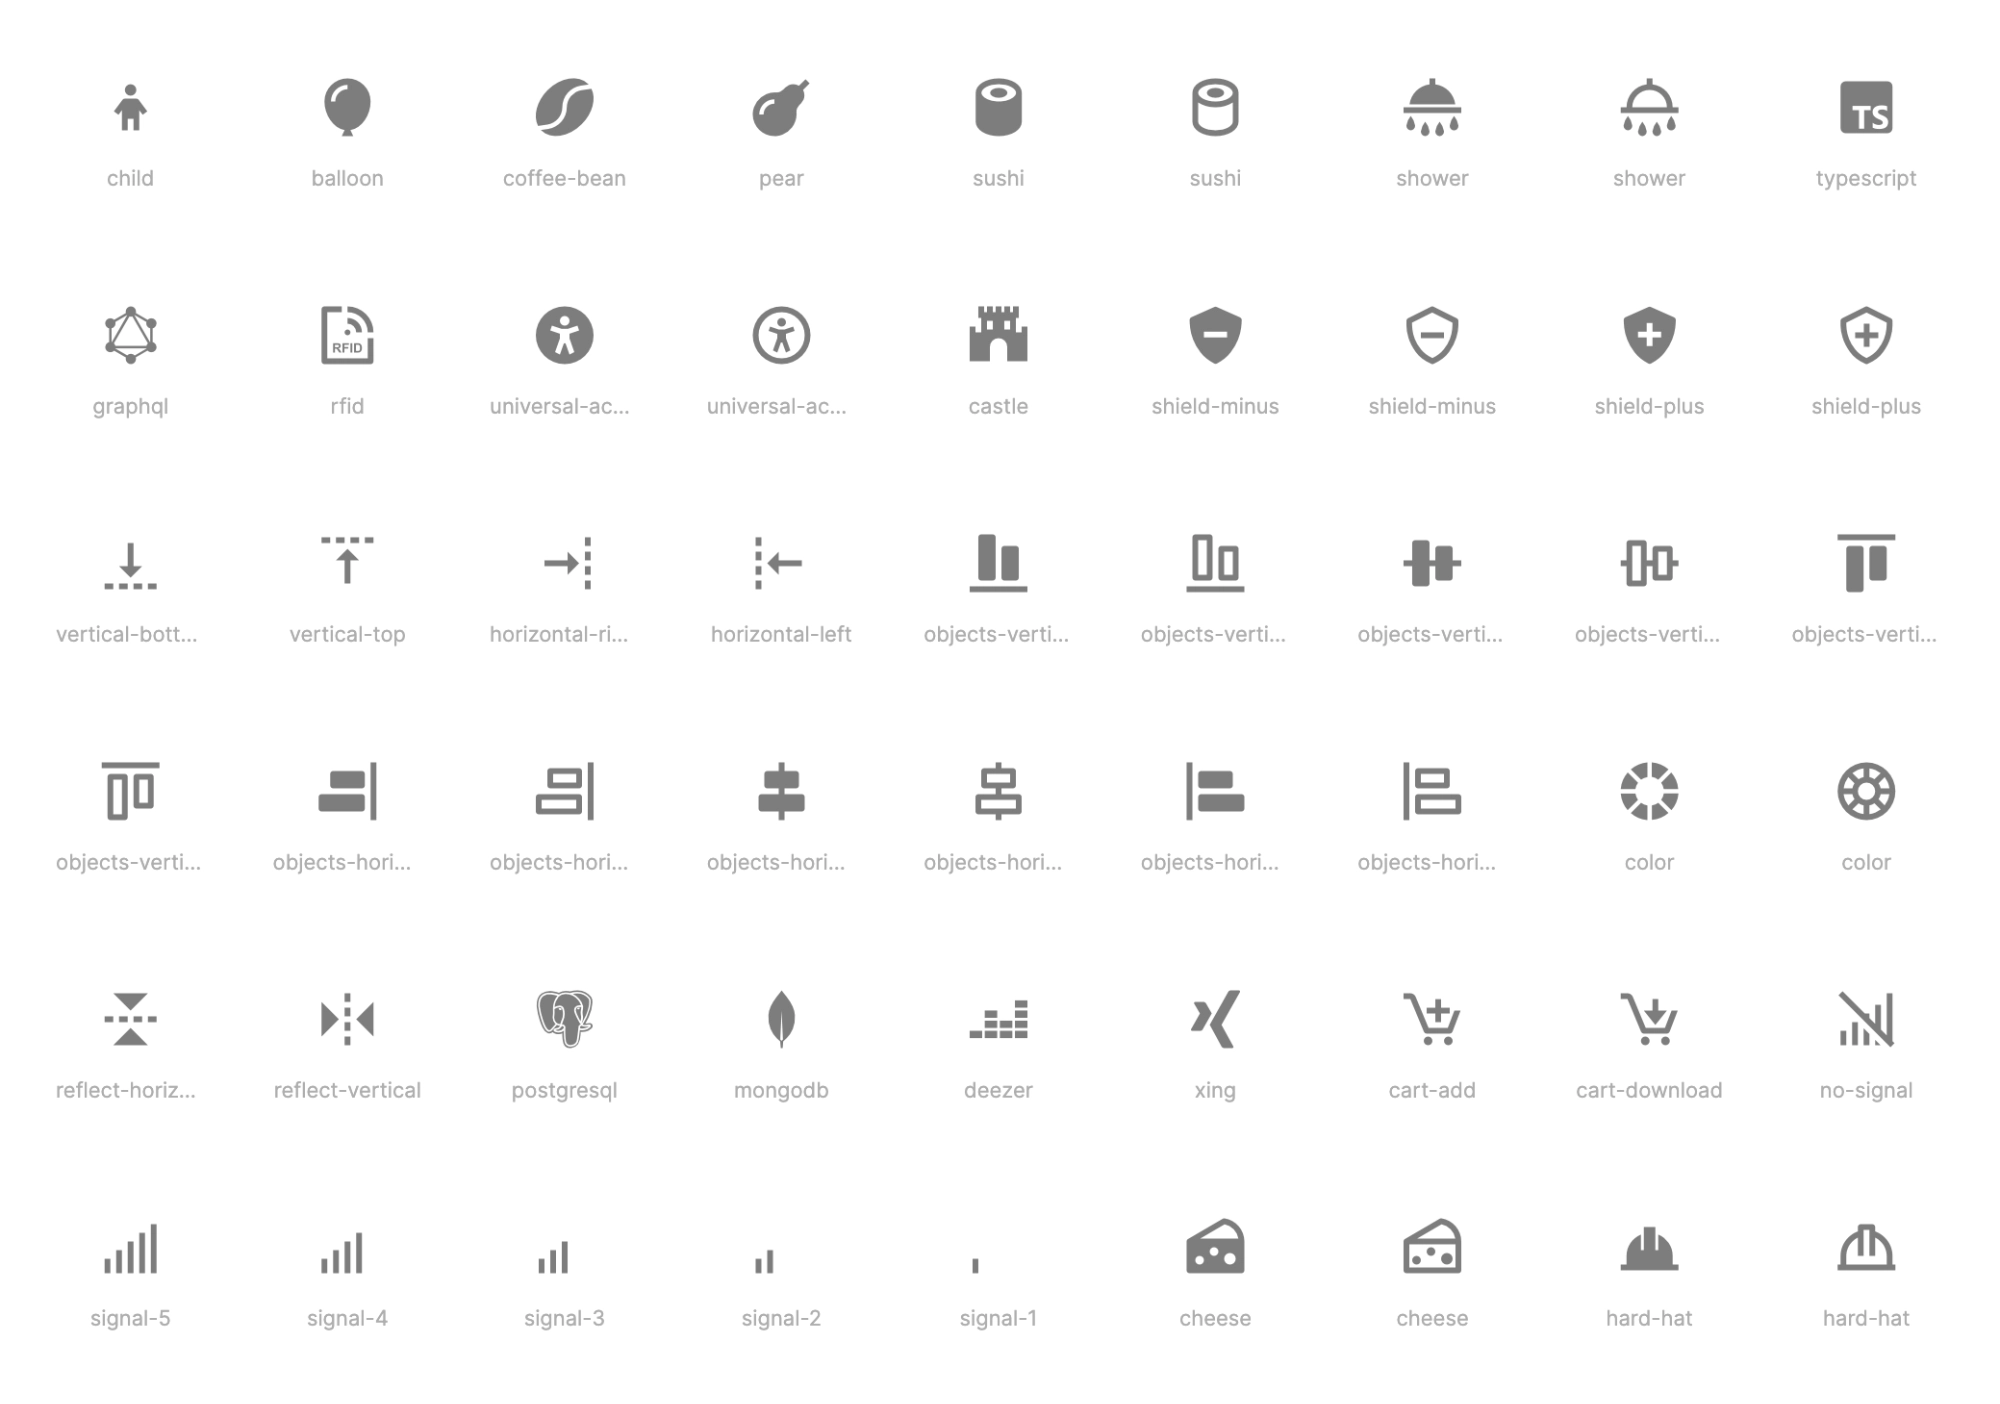 child balloon coffee-bean pear sushi sushi shower shower typescript
TS
RFID
graphql rfid universal-ac... universal-ac... castle shield-minus shield-minus shield-plus shield-plus
vertical-bott... vertical-top horizontal-ri... horizontal-left objects-verti... objects-verti... objects-verti... objects-verti... objects-verti...
objects-verti... objects-hori... objects-hori... objects-hori... objects-hori... objects-hori... objects-hori... color color
reflect-horiz... reflect-vertical postgresql mongodb deezer xing cart-add cart-download no-signal
signal-5 signal-4 signal-3 signal-2 signal-1 cheese cheese hard-hat hard-hat